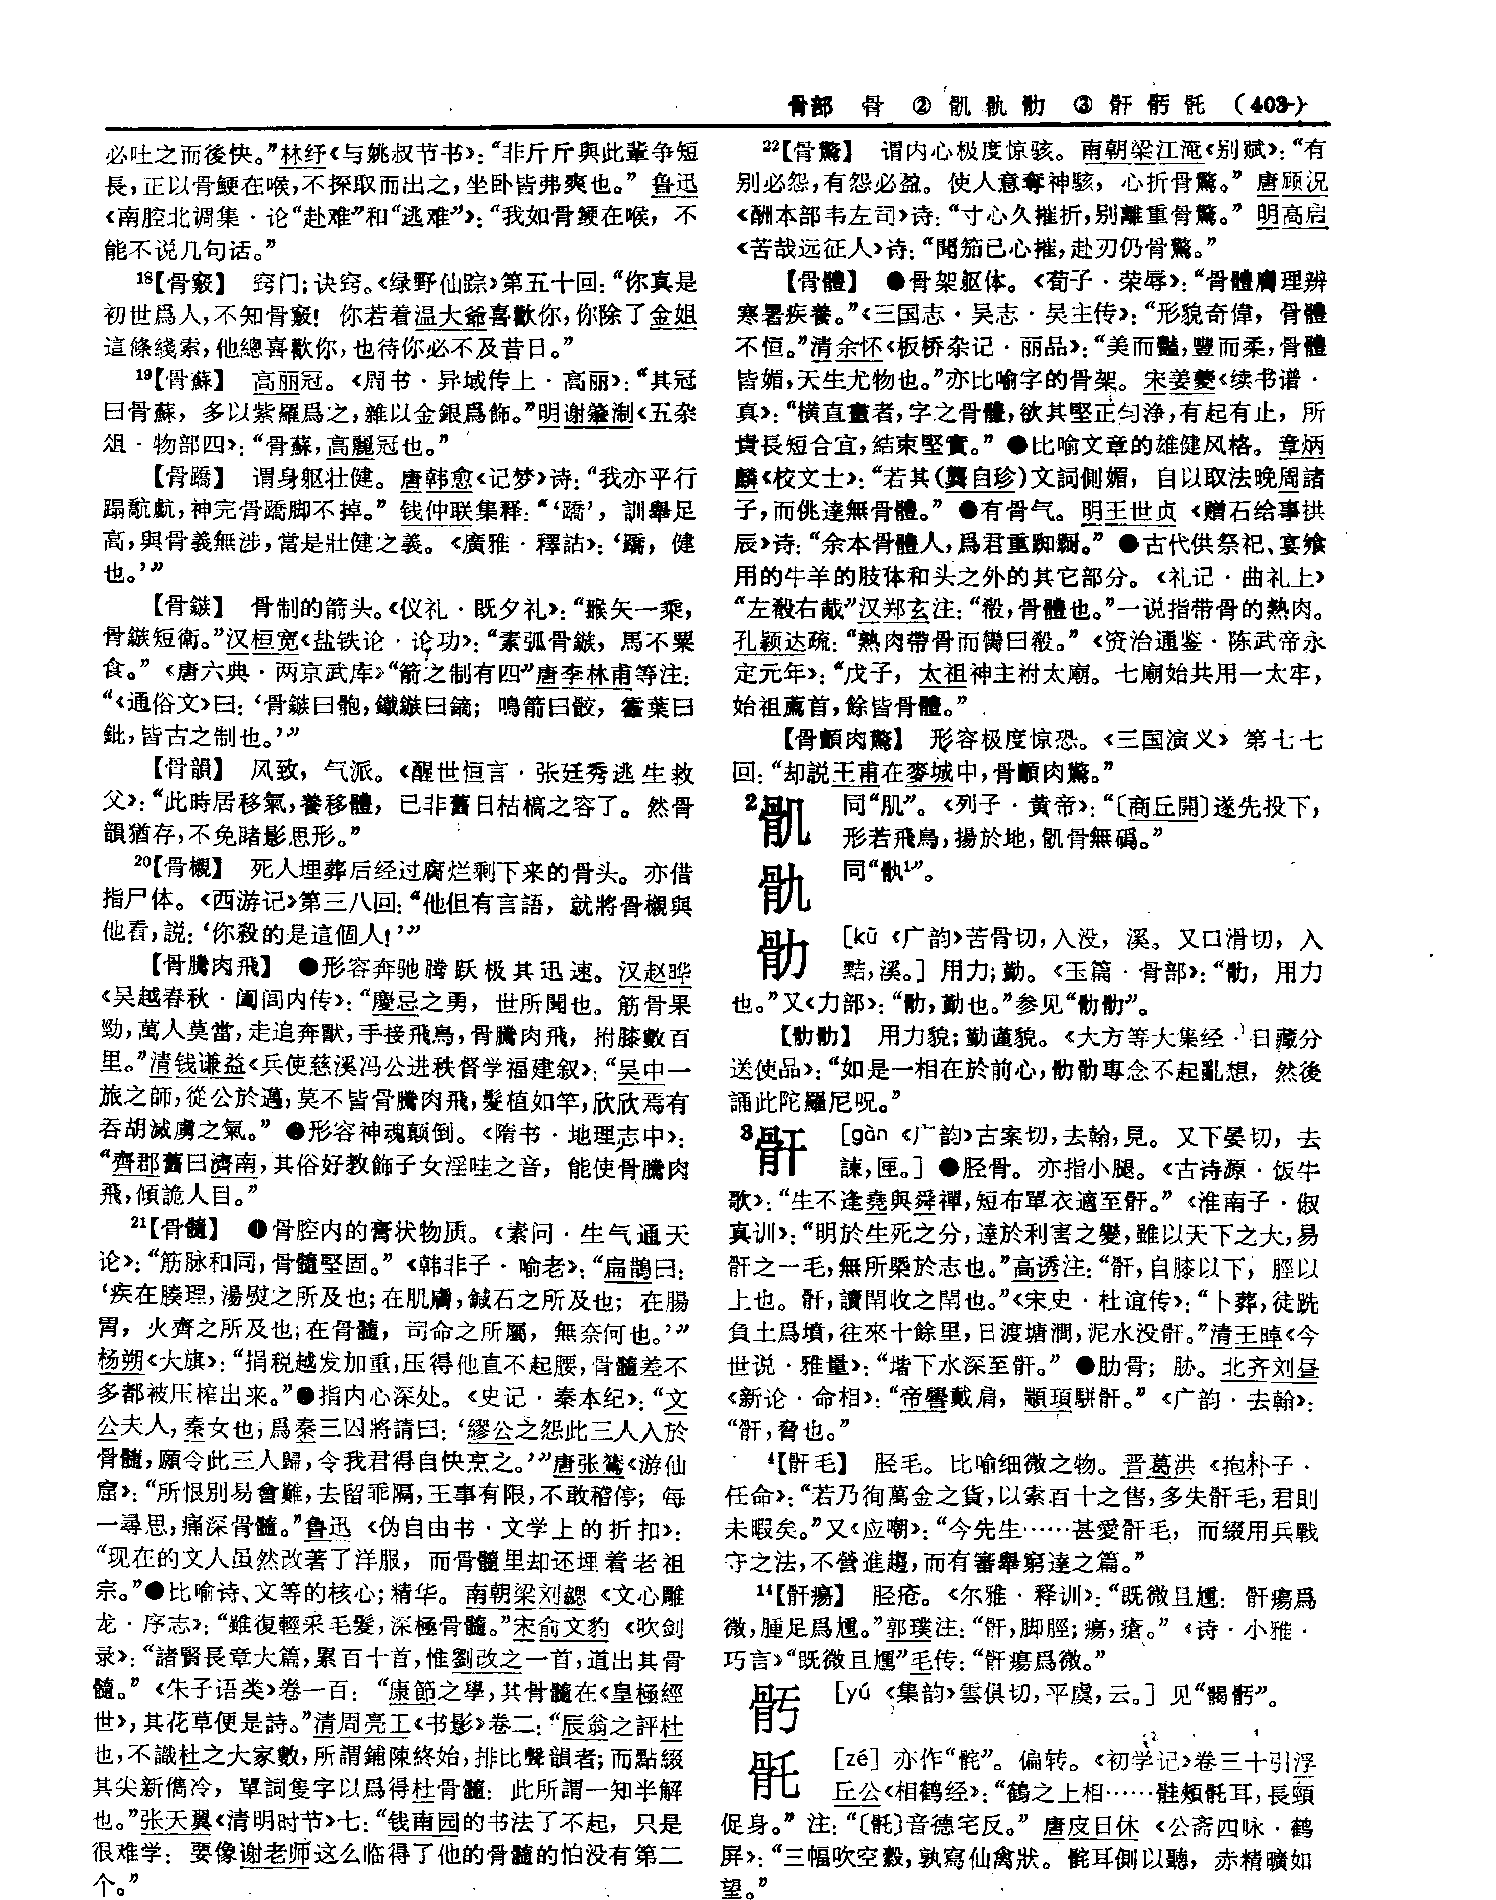 骨部 骨 ② 骪 骩 骮 ③ 骭 骬 骫 (403)
必吐之而後快。”林纾《与姚叔节书》：“非斤斤與此輩争短
長，正以骨鯁在喉，不探取而出之，坐卧皆弗爽也。”鲁迅
《南腔北调集·论“赴难”和“逃难”》：“我如骨鲠在喉，不
能不说几句话。”
18【骨竅】 窍门；诀窍。《绿野仙踪》第五十回：“你真是
初世爲人，不知骨竅！你若着温大爺喜歡你，你除了金姐
這條綫索，他總喜歡你，也待你必不及昔日。”
19【骨蘇】 高丽冠。《周书·异域传上·高丽》：“其冠
曰骨蘇，多以紫羅爲之，雜以金銀爲飾。”明谢肇淛《五杂
俎·物部四》：“骨蘇，高麗冠也。”
【骨蹻】 谓身躯壮健。唐韩愈《记梦》诗：“我亦平行
蹋䠓䠙，神完骨蹻脚不掉。”钱仲联集释：“‘蹻’，訓舉足
高，與骨義無涉，當是壯健之義。《廣雅·釋詁》：‘蹻，健
也。’”
【骨鏃】 骨制的箭头。《仪礼·既夕礼》：“猴矢一乘，
骨鏃短衛。”汉桓宽《盐铁论·论功》：“素弧骨鏃，馬不粟
食。”《唐六典·两京武库》“箭之制有四”唐李林甫等注：
“《通俗文》曰：‘骨鏃曰骲，鐵鏃曰鏑；鳴箭曰骹，霍葉曰
鈚，皆古之制也。’”
【骨韻】 风致，气派。《醒世恒言·张廷秀逃生救
父》：“此時居移氣，養移體，已非舊日枯槁之容了。然骨
韻猶存，不免睹影思形。”
20【骨櫬】 死人埋葬后经过腐烂剩下来的骨头。亦借
指尸体。《西游记》第三八回：“他但有言語，就將骨櫬與
他看，説：‘你殺的是這個人！’”
【骨騰肉飛】 ●形容奔驰腾跃极其迅速。汉赵晔
《吴越春秋·阖闾内传》：“慶忌之勇，世所聞也。筋骨果
勁，萬人莫當，走追奔獸，手接飛鳥，骨騰肉飛，拊膝數百
里。”清钱谦益《兵使慈溪冯公进秩督学福建叙》：“吴中一
旅之師，從公於邁，莫不皆骨騰肉飛，髮植如竿，欣欣焉有
吞胡滅虜之氣。”●形容神魂颠倒。《隋书·地理志中》：
“齊郡舊曰濟南，其俗好教飾子女淫哇之音，能使骨騰肉
飛，傾詭人目。”
21【骨髓】 ❶骨腔内的膏状物质。《素问·生气通天
论》：“筋脉和同，骨髓堅固。”《韩非子·喻老》：“扁鵲曰：
‘疾在腠理，湯熨之所及也；在肌膚，鍼石之所及也；在腸
胃，火齊之所及也；在骨髓，司命之所屬，無奈何也。’”
杨朔《大旗》：“捐税越发加重，压得他直不起腰，骨髓差不
多都被压榨出来。”●指内心深处。《史记·秦本纪》：“文
公夫人，秦女也；爲秦三囚將請曰：‘繆公之怨此三人入於
骨髓，願令此三人歸，令我君得自快烹之。’”唐张鷟《游仙
窟》：“所恨別易會難，去留乖隔，王事有限，不敢稽停；每
一尋思，痛深骨髓。”鲁迅《伪自由书·文学上的折扣》：
“现在的文人虽然改著了洋服，而骨髓里却还埋着老祖
宗。”●比喻诗、文等的核心；精华。南朝梁刘勰《文心雕
龙·序志》：“雖復輕采毛髮，深極骨髓。”宋俞文豹《吹剑
录》：“諸賢長章大篇，累百十首，惟劉改之一首，道出其骨
髓。”《朱子语类》卷一百：“康節之學，其骨髓在《皇極經
世》，其花草便是詩。”清周亮工《书影》卷二：“辰翁之評杜
也，不識杜之大家數，所謂鋪陳終始，排比聲韻者；而點綴
其尖新儁冷，單詞隻字以爲得杜骨髓：此所謂一知半解
也。”张天翼《清明时节》七：“钱南园的书法了不起，只是
很难学：要像谢老师这么临得了他的骨髓的怕没有第二
个。”
22【骨驚】 谓内心极度惊骇。南朝梁江淹《别赋》：“有
别必怨，有怨必盈。使人意奪神駭，心折骨驚。”唐顾况
《酬本部韦左司》诗：“寸心久摧折，别離重骨驚。”明高启
《苦哉远征人》诗：“聞笳已心摧，赴刃仍骨驚。”
【骨體】 ●骨架躯体。《荀子·荣辱》：“骨體膚理辨
寒暑疾養。”《三国志·吴志·吴主传》：“形貌奇偉，骨體
不恒。”清余怀《板桥杂记·丽品》：“美而豔，豐而柔，骨體
皆媚，天生尤物也。”亦比喻字的骨架。宋姜夔《续书谱·
真》：“横直畫者，字之骨體，欲其堅正匀浄，有起有止，所
貴長短合宜，結束堅實。”●比喻文章的雄健风格。章炳
麟《校文士》：“若其（龔自珍）文詞側媚，自以取法晚周諸
子，而佻達無骨體。”●有骨气。明王世贞《赠石给事拱
辰》诗：“余本骨體人，爲君重踟躕。”●古代供祭祀、宴飨
用的牛羊的肢体和头之外的其它部分。《礼记·曲礼上》
“左殽右胾”汉郑玄注：“殽，骨體也。”一说指带骨的熟肉。
孔颖达疏：“熟肉帶骨而臠曰殽。”《资治通鉴·陈武帝永
定元年》：“戊子，太祖神主祔太廟。七廟始共用一太牢，
始祖薦首，餘皆骨體。”
【骨顫肉驚】 形容极度惊恐。《三国演义》第七七
回：“却説王甫在麥城中，骨顫肉驚。”
2骪 同“肌”。《列子·黄帝》：“〔商丘開〕遂先投下，
形若飛鳥，揚於地，骪骨無䃣。”
骩 同“骫1”。
骮 [kū《广韵》苦骨切，入没，溪。又口滑切，入
黠，溪。] 用力；勤。《玉篇·骨部》：“骮，用力
也。”又《力部》：“骮，勤也。”参见“骮骮”。
【骮骮】 用力貌；勤谨貌。《大方等大集经·日藏分
送使品》：“如是一相在於前心，骮骮專念不起亂想，然後
誦此陀羅尼呪。”
3骭 [gàn《广韵》古案切，去翰，見。又下晏切，去
諫，匣。] ●胫骨。亦指小腿。《古诗源·饭牛
歌》：“生不逢堯與舜禪，短布單衣適至骭。”《淮南子·俶
真训》：“明於生死之分，達於利害之變，雖以天下之大，易
骭之一毛，無所槩於志也。”高诱注：“骭，自膝以下，脛以
上也。骭，讀閈收之閈也。”《宋史·杜谊传》：“卜葬，徒跣
負土爲墳，往來十餘里，日渡塘澗，泥水没骭。”清王晫《今
世说·雅量》：“堦下水深至骭。”●肋骨；胁。北齐刘昼
《新论·命相》：“帝嚳戴肩，顓頊駢骭。”《广韵·去翰》：
“骭，脅也。”
4【骭毛】 胫毛。比喻细微之物。晋葛洪《抱朴子·
任命》：“若乃徇萬金之貨，以索百十之售，多失骭毛，君則
未暇矣。”又《应嘲》：“今先生……甚愛骭毛，而綴用兵戰
守之法，不營進趨，而有審舉窮達之篇。”
14【骭瘍】 胫疮。《尔雅·释训》：“既微且尰：骭瘍爲
微，腫足爲尰。”郭璞注：“骭，脚脛；瘍，瘡。”《诗·小雅·
巧言》“既微且尰”毛传：“骭瘍爲微。”
骬 [yú《集韵》雲俱切，平虞，云。] 见“𩩲骬”。
[zé] 亦作“䯔”。偏转。《初学记》卷三十引浮
丘公《相鹤经》：“鶴之上相……耳，長頸
促身。”注：“音德宅反。”唐皮日休《公斋四咏·鹤
屏》：“三幅吹空縠，孰寫仙禽狀。耳側以聽，赤精曠如
望。”